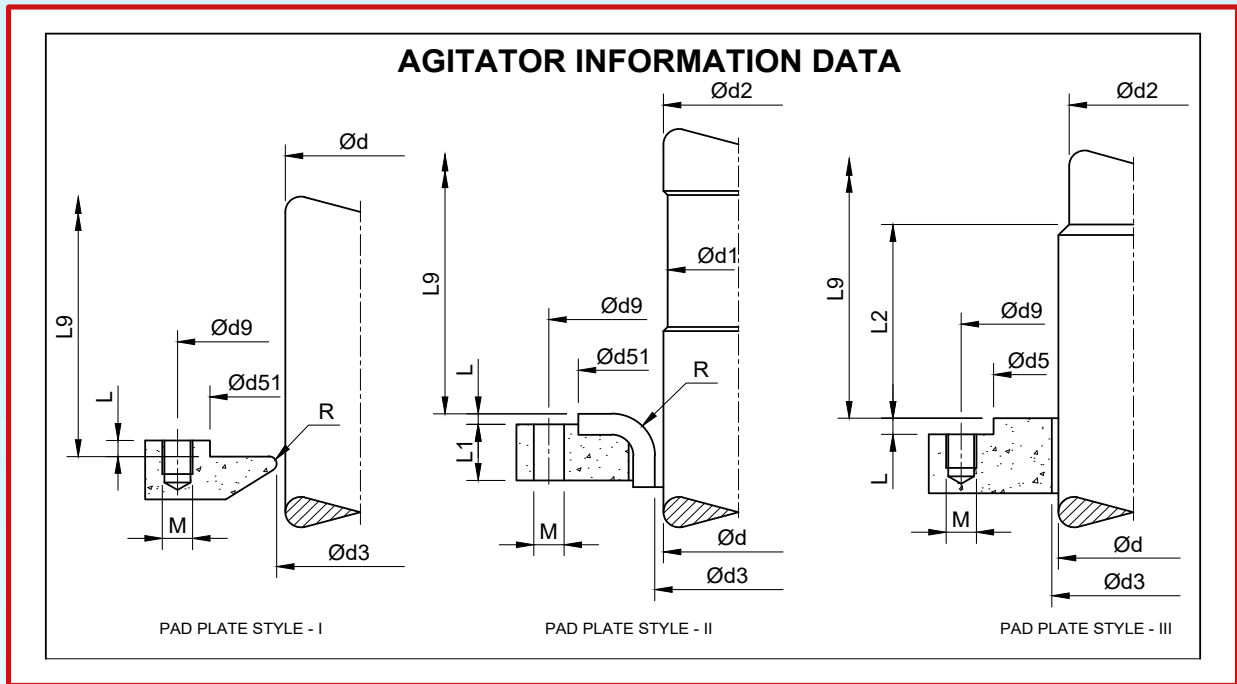 AGITATOR INFORMATION DATA
Ød
L9
Ød9
Ød51
L
R
M
Ød3
PAD PLATE STYLE - I
Ød2
L9
Ød1
Ød9
Ød51
L
R
L1
M
Ød
Ød3
PAD PLATE STYLE - II
Ød2
L9
L2
Ød9
Ød5
L
M
Ød
Ød3
PAD PLATE STYLE - III